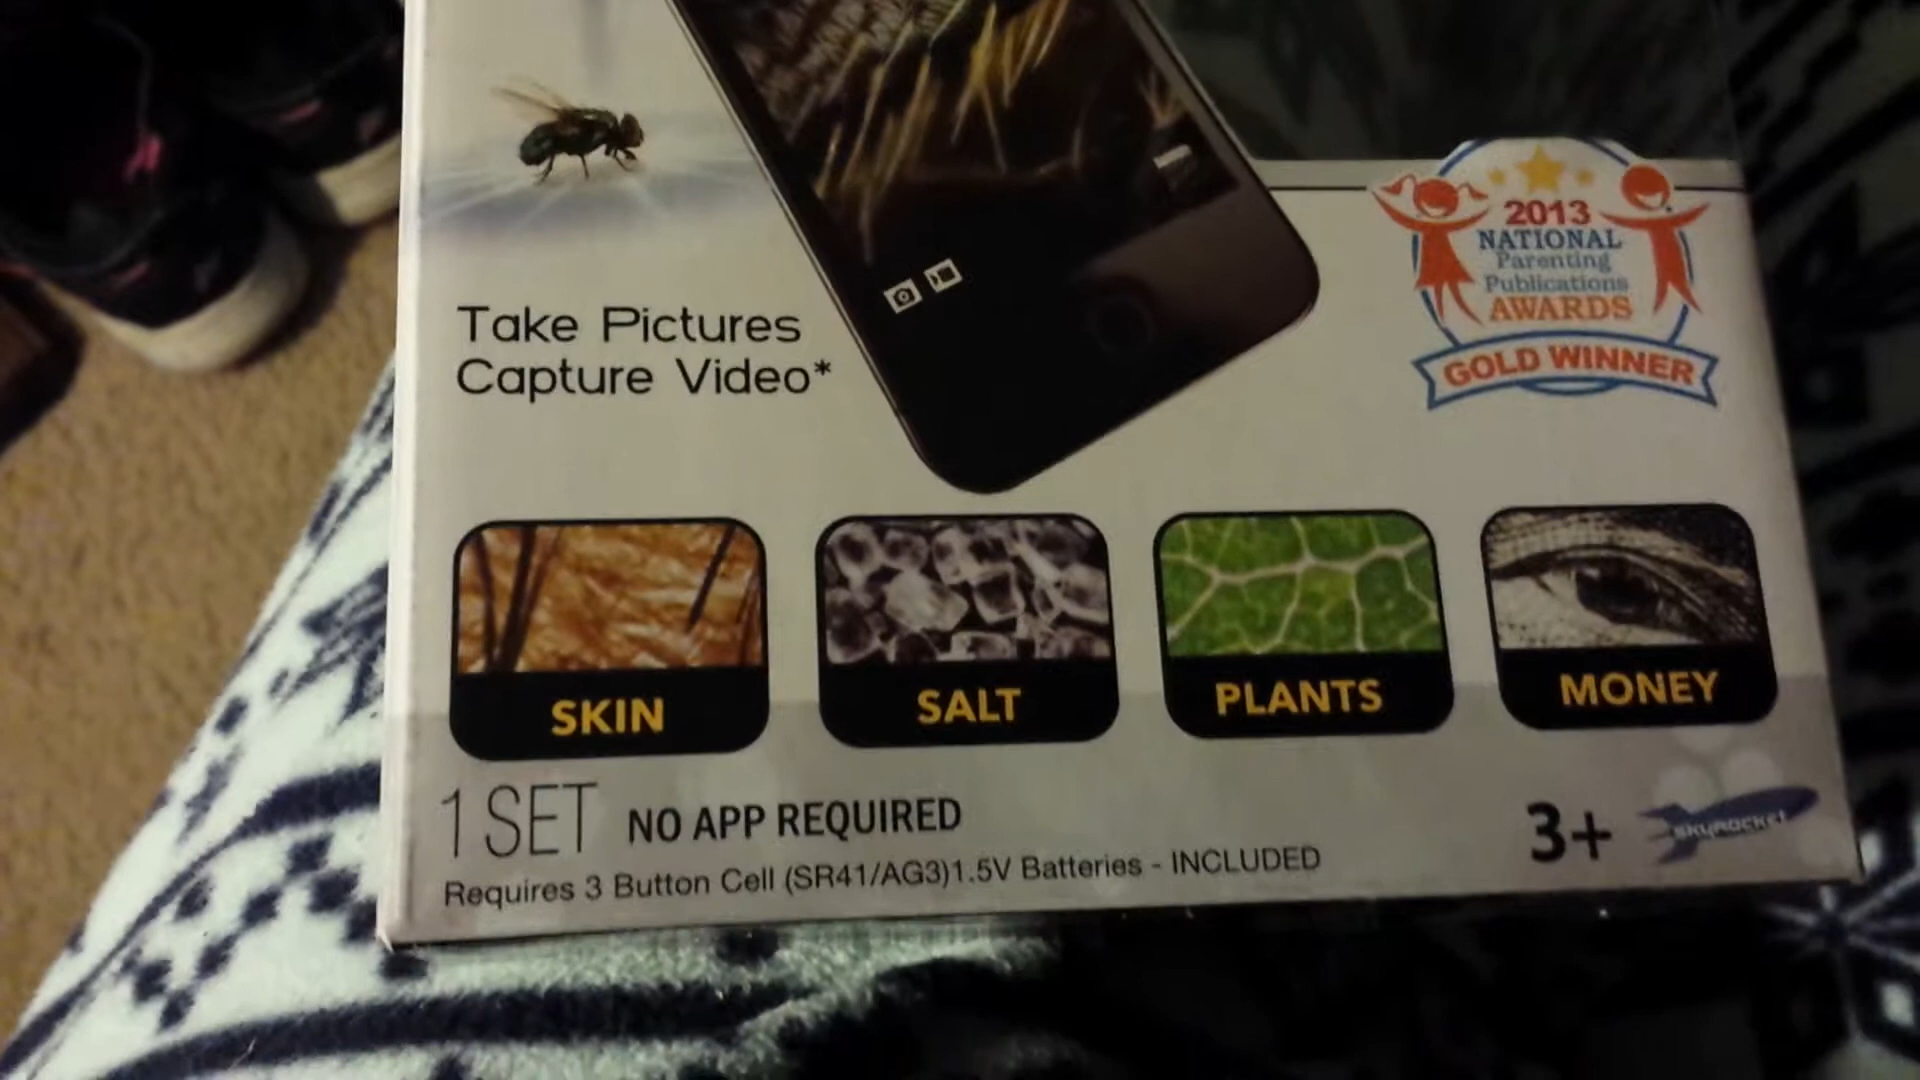 Take Pictures
Capture Video*
2013
NATIONAL
Parenting
Publications
AWARDS
GOLD WINNER
SKIN
SALT
PLANTS
MONEY
1 SET NO APP REQUIRED
Requires 3 Button Cell (SR41/AG3)1.5V Batteries - INCLUDED
3+
SKYROCKET